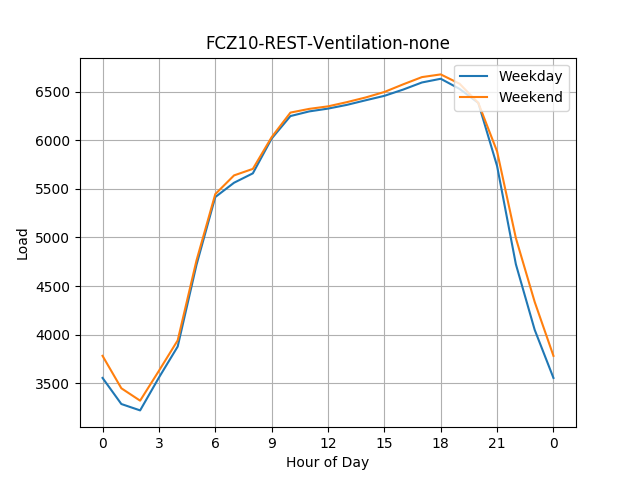 FCZ10-REST-Ventilation-none
Weekday
Weekend
6500
6000
5500
5000
4500
4000
3500
Load
0 3 6 9 12 15 18 21 0
Hour of Day